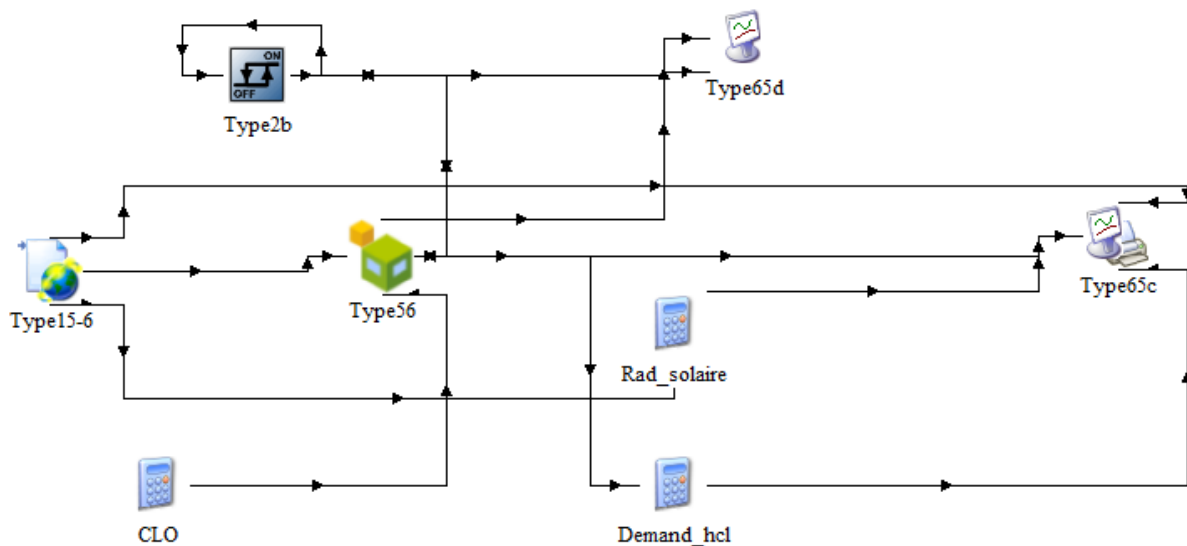 ON
OFF
Type2b
Type65d
Type15-6
Type56
Type65c
Rad_solaire
CLO
Demand_hcl